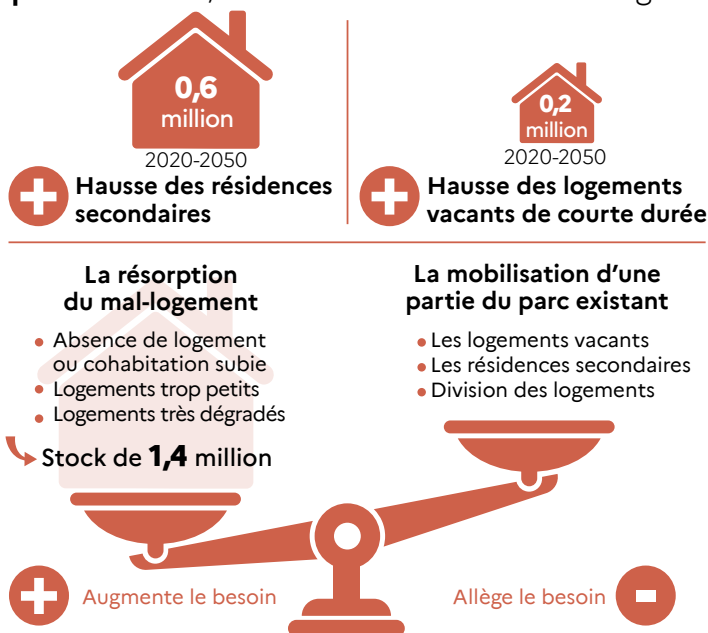 0,6
million
2020-2050
Hausse des résidences
secondaires
0,2
million
2020-2050
Hausse des logements
vacants de courte durée
La résorption
du mal-logement
Absence de logement
ou cohabitation subie
Logements trop petits
Logements très dégradés
Stock de 1,4 million
La mobilisation d'une
partie du parc existant
Les logements vacants
Les résidences secondaires
Division des logements
Augmente le besoin
Allège le besoin